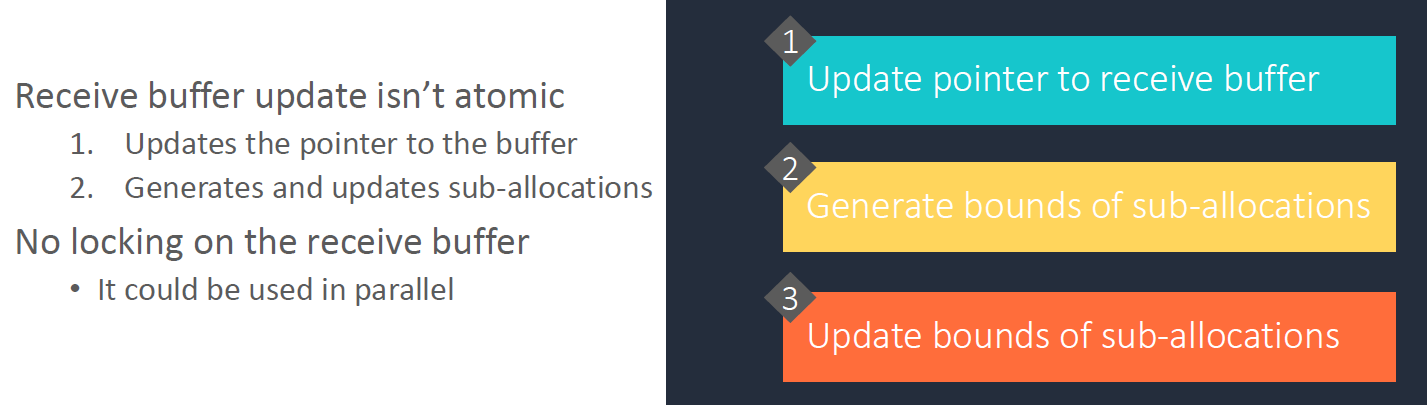 Receive buffer update isn’t atomic
1. Updates the pointer to the buffer
2. Generates and updates sub-allocations
No locking on the receive buffer
• It could be used in parallel
1
Update pointer to receive buffer
2
Generate bounds of sub-allocations
3
Update bounds of sub-allocations